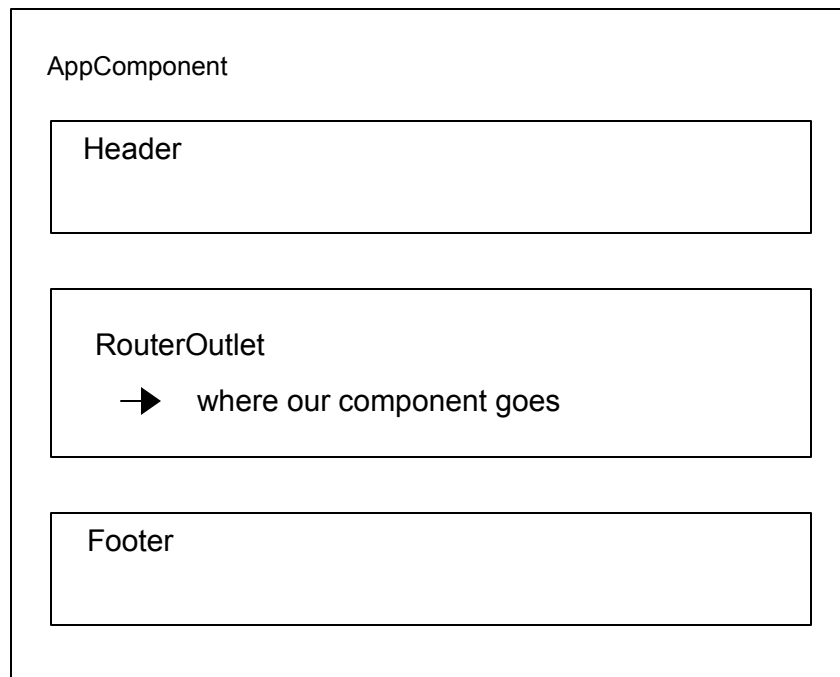 AppComponent
Header
RouterOutlet
where our component goes
Footer